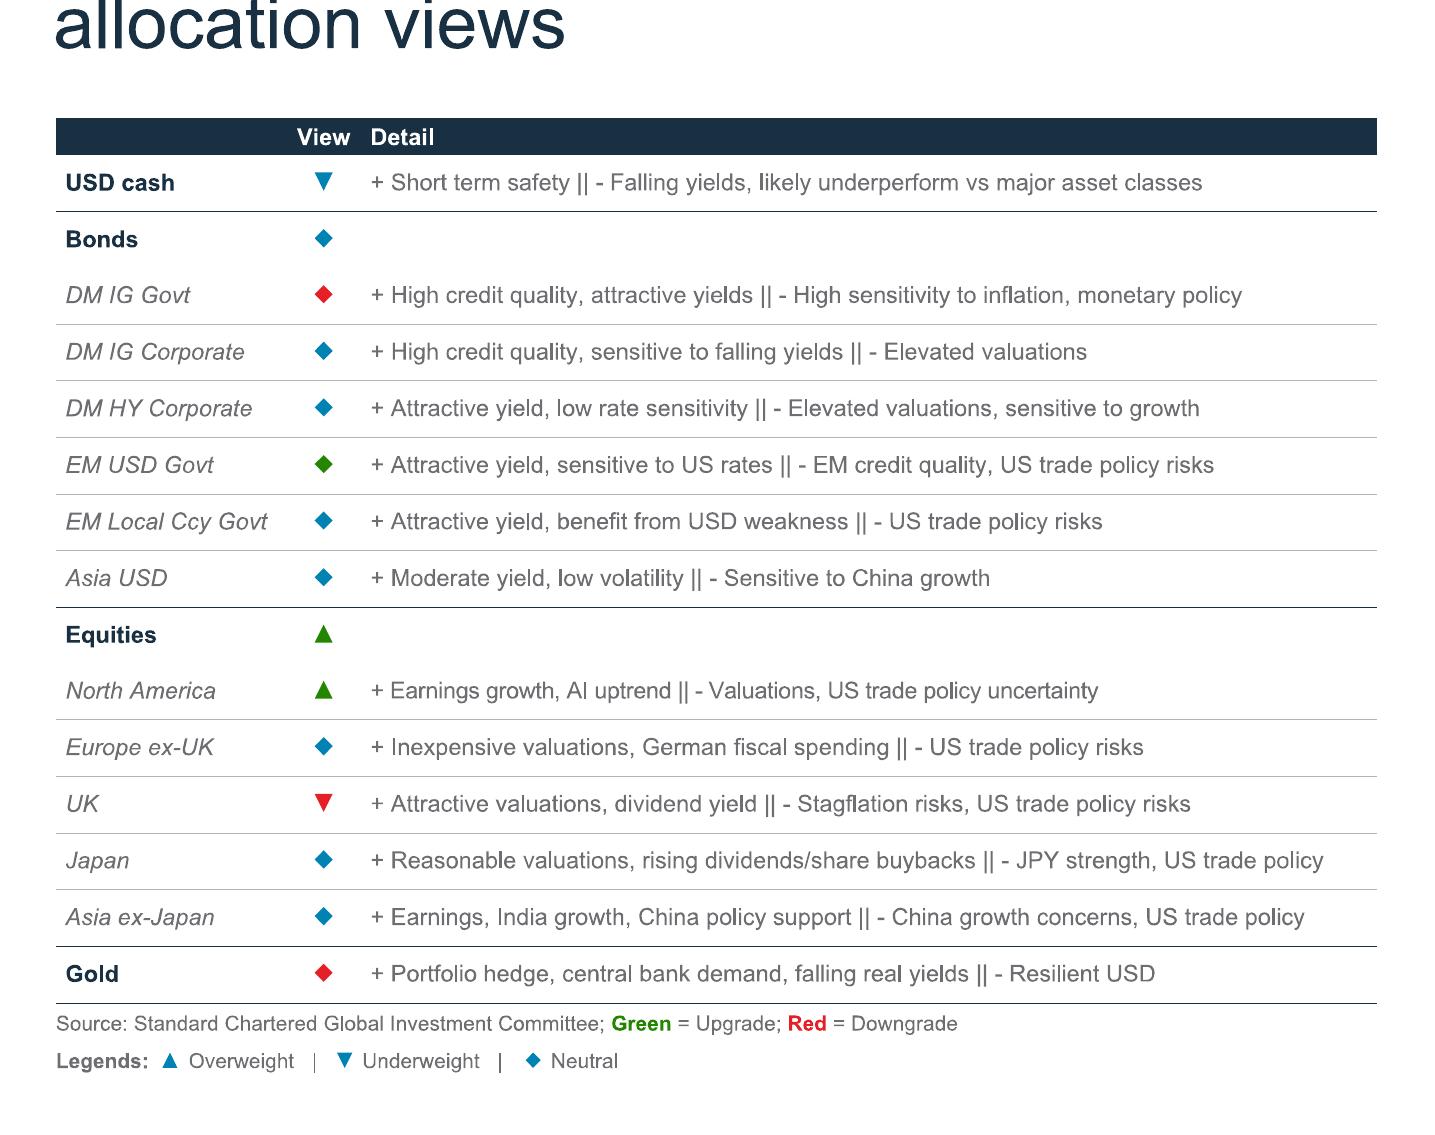 allocation views
View Detail
USD cash ▼ + Short term safety || - Falling yields, likely underperform vs major asset classes
Bonds ◆
DM IG Govt ◆ + High credit quality, attractive yields || - High sensitivity to inflation, monetary policy
DM IG Corporate ◆ + High credit quality, sensitive to falling yields || - Elevated valuations
DM HY Corporate ◆ + Attractive yield, low rate sensitivity || - Elevated valuations, sensitive to growth
EM USD Govt ◆ + Attractive yield, sensitive to US rates || - EM credit quality, US trade policy risks
EM Local Ccy Govt ◆ + Attractive yield, benefit from USD weakness || - US trade policy risks
Asia USD ◆ + Moderate yield, low volatility || - Sensitive to China growth
Equities ▲
North America ▲ + Earnings growth, AI uptrend || - Valuations, US trade policy uncertainty
Europe ex-UK ◆ + Inexpensive valuations, German fiscal spending || - US trade policy risks
UK ▼ + Attractive valuations, dividend yield || - Stagflation risks, US trade policy risks
Japan ◆ + Reasonable valuations, rising dividends/share buybacks || - JPY strength, US trade policy
Asia ex-Japan ◆ + Earnings, India growth, China policy support || - China growth concerns, US trade policy
Gold ◆ + Portfolio hedge, central bank demand, falling real yields || - Resilient USD
Source: Standard Chartered Global Investment Committee; Green = Upgrade; Red = Downgrade
Legends: ▲ Overweight | ▼ Underweight | ◆ Neutral